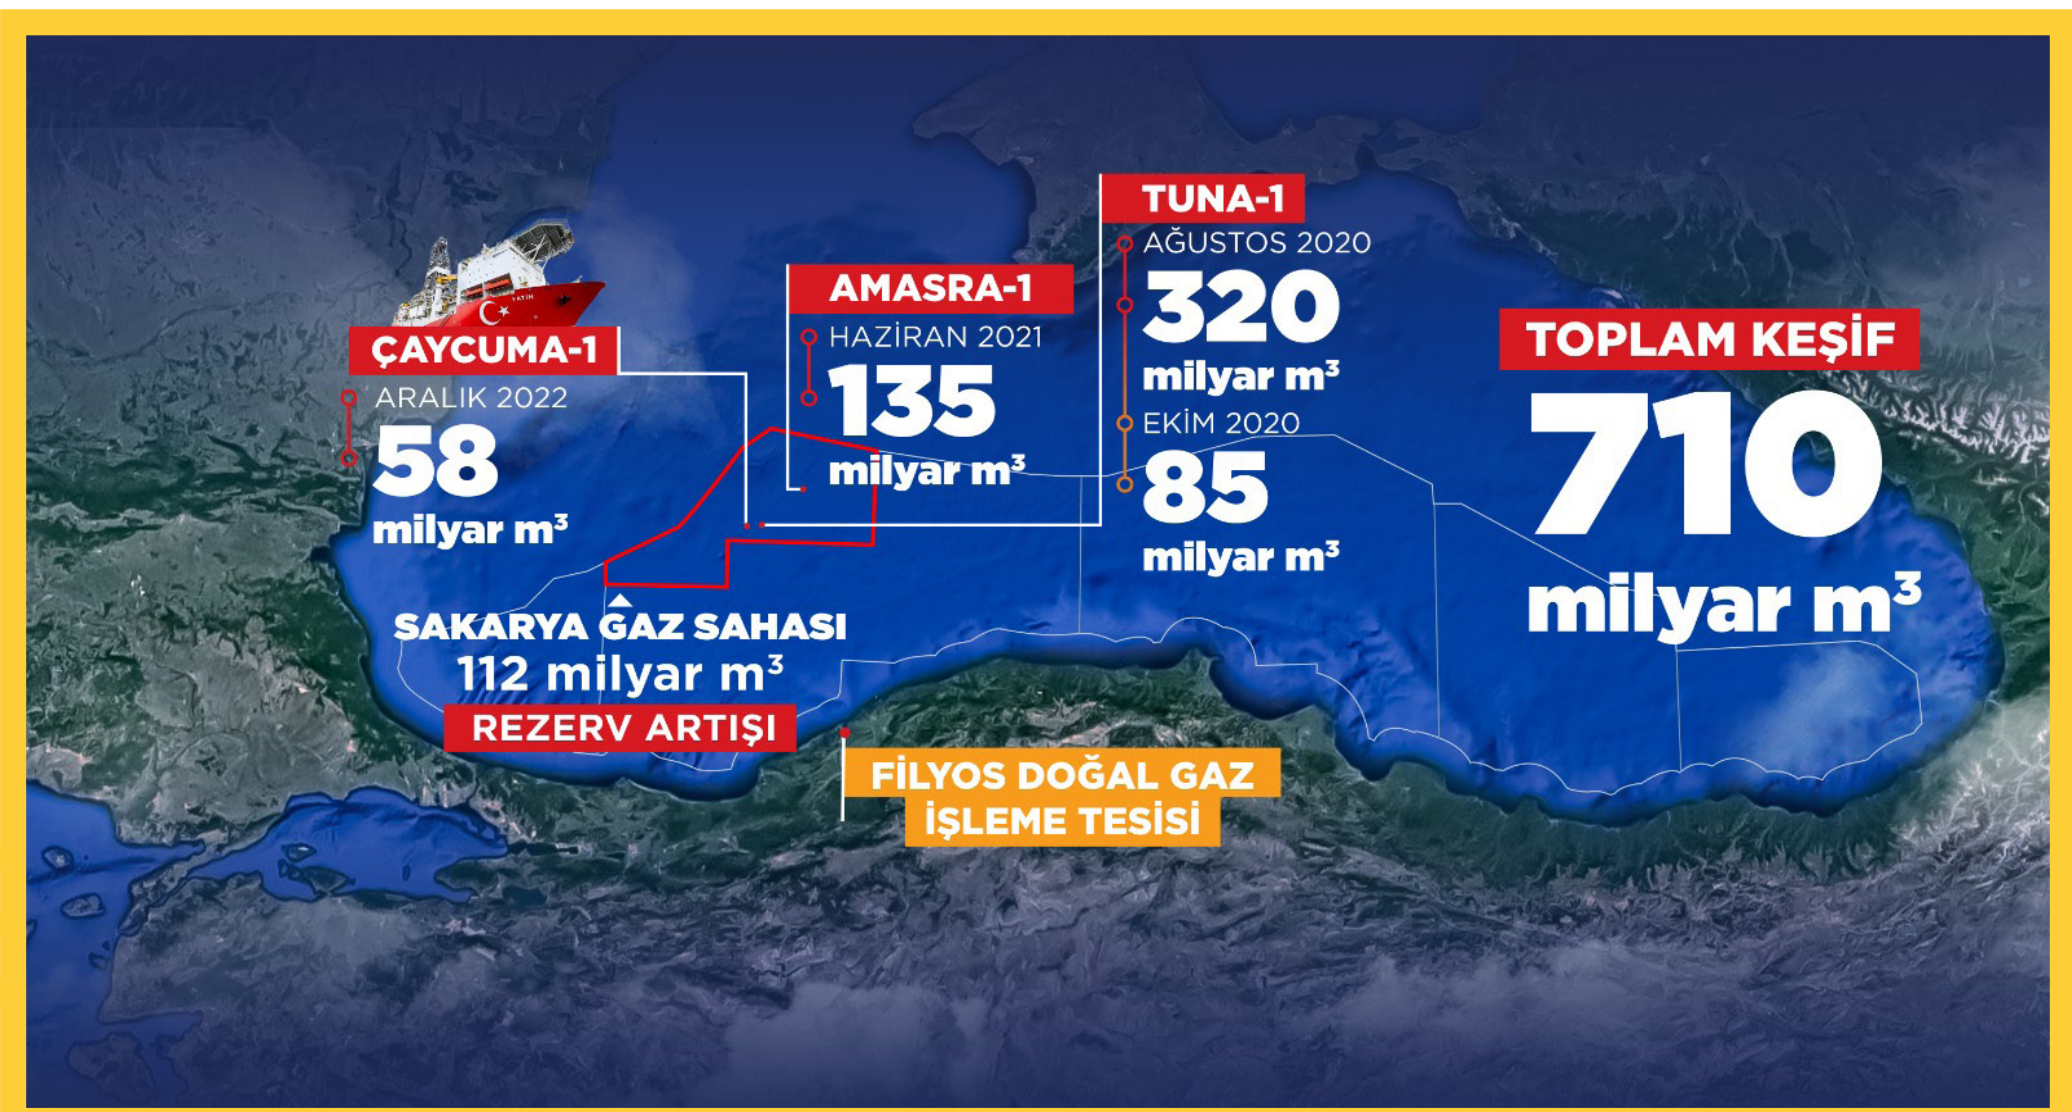 TUNA-1
AĞUSTOS 2020
320
milyar m³
EKİM 2020
85
milyar m³
AMASRA-1
HAZİRAN 2021
135
milyar m³
FATİH
ÇAYCUMA-1
ARALIK 2022
58
milyar m³
TOPLAM KEŞİF
710
milyar m³
SAKARYA GAZ SAHASI
112 milyar m³
REZERV ARTIŞI
FİLYOS DOĞAL GAZ
İŞLEME TESİSİ